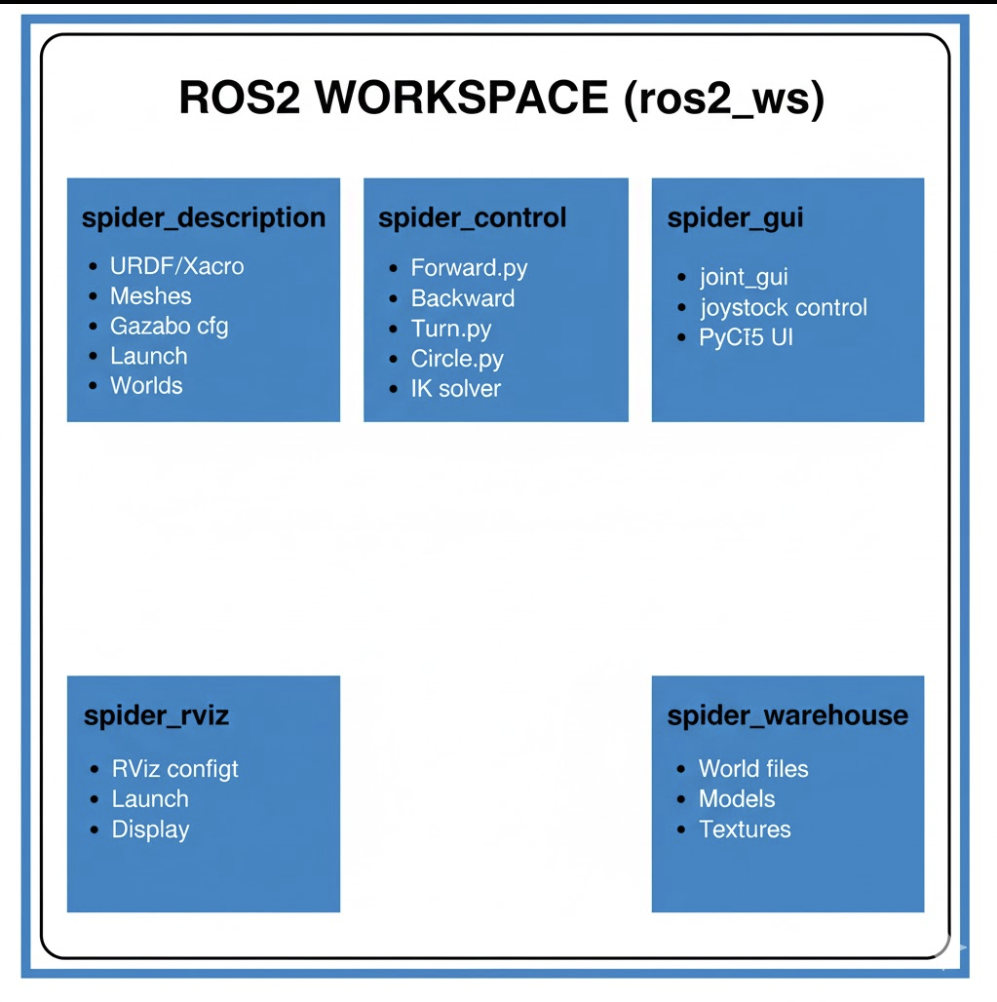 ROS2 WORKSPACE (ros2_ws)
spider_description
• URDF/Xacro
• Meshes
• Gazabo cfg
• Launch
• Worlds
spider_control
• Forward.py
• Backward
• Turn.py
• Circle.py
• IK solver
spider_gui
• joint_gui
• joystock control
• UI
spider_rviz
• RViz configt
• Launch
• Display
spider_warehouse
• World files
• Models
• Textures